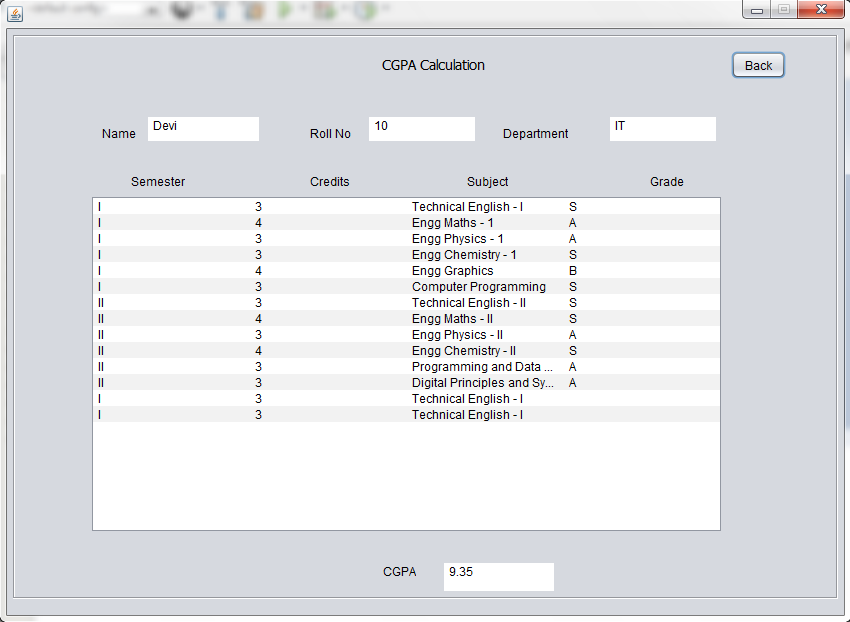 <default config>
CGPA Calculation
Back
Name Devi Roll No 10 Department IT
Semester Credits Subject Grade
I 3 Technical English - I S
I 4 Engg Maths - 1 A
I 3 Engg Physics - 1 A
I 3 Engg Chemistry - 1 S
I 4 Engg Graphics B
I 3 Computer Programming S
II 3 Technical English - II S
II 4 Engg Maths - II S
II 3 Engg Physics - II A
II 4 Engg Chemistry - II S
II 3 Programming and Data ... A
II 3 Digital Principles and Sy... A
I 3 Technical English - I
I 3 Technical English - I
CGPA 9.35